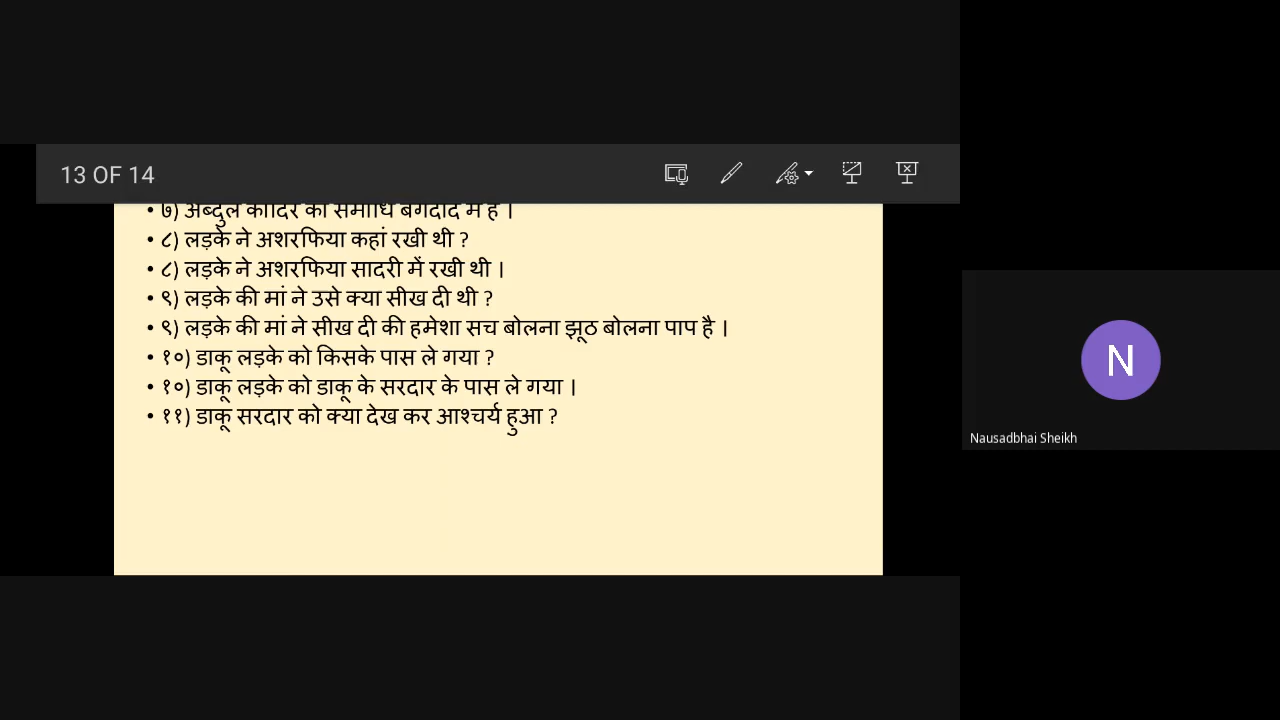 13 OF 14
• ७) अब्दुल कादिर की समाधि बगदाद में है ।
• ८) लड़के ने अशरफिया कहां रखी थी ?
• ८) लड़के ने अशरफिया सादरी में रखी थी ।
• ९) लड़के की मां ने उसे क्या सीख दी थी ?
• ९) लड़के की मां ने सीख दी की हमेशा सच बोलना झूठ बोलना पाप है ।
• १०) डाकू लड़के को किसके पास ले गया ?
• १०) डाकू लड़के को डाकू के सरदार के पास ले गया ।
• ११) डाकू सरदार को क्या देख कर आश्चर्य हुआ ?
N
Nausadbhai Sheikh